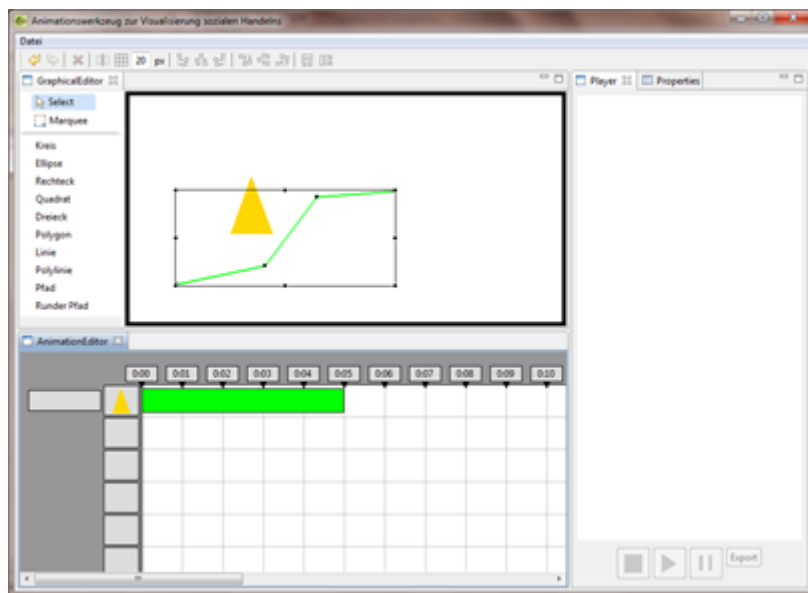 Animationswerkzeug zur Visualisierung sozialen Handelns
Datei
20 px
GraphicalEditor
Player
Properties
Select
Marquee
Kreis
Ellipse
Rechteck
Quadrat
Dreieck
Polygon
Linie
Polylinie
Pfad
Runder Pfad
AnimationEditor
0:00 0:01 0:02 0:03 0:04 0:05 0:06 0:07 0:08 0:09 0:10
Export